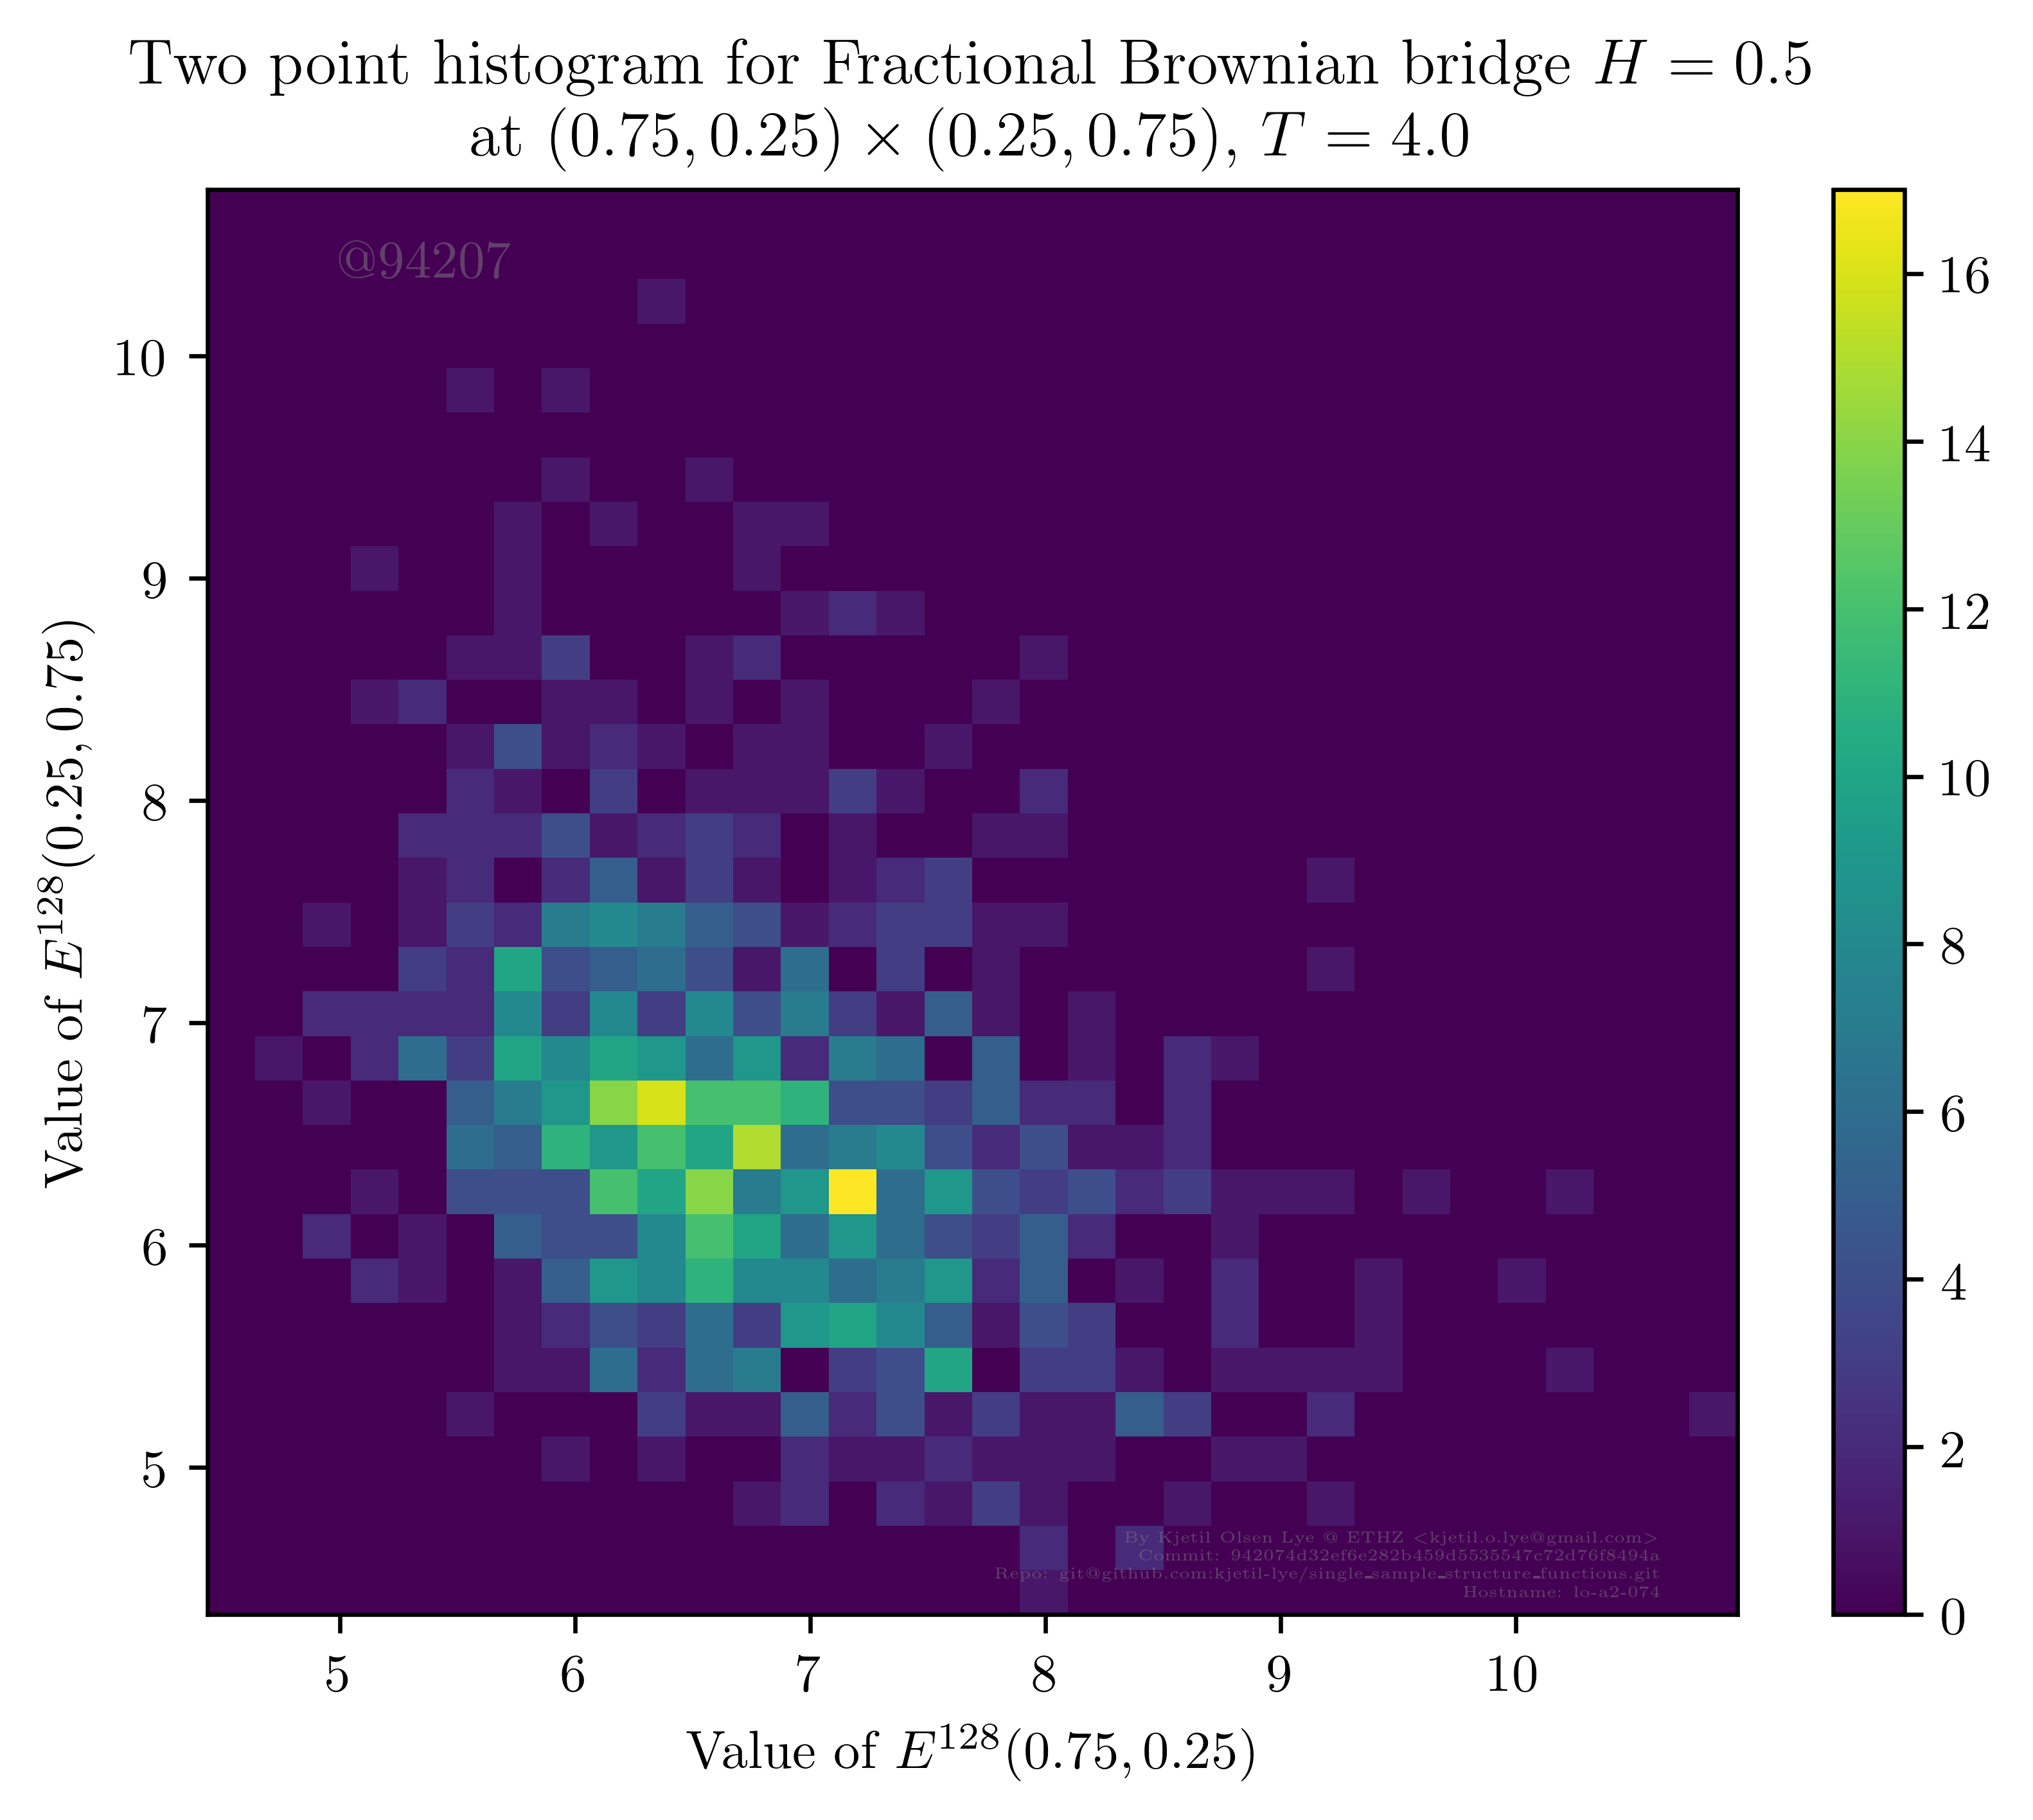 Two point histogram for Fractional Brownian bridge H = 0.5
at (0.75, 0.25) × (0.25, 0.75), T = 4.0
@94207
10
9
8
7
6
5
Value of E^128(0.25, 0.75)
16
14
12
10
8
6
4
2
0
By Kjetil Olsen Lye @ ETHZ <kjetil.o.lye@gmail.com>
Commit: 942074d32ef6e282b459d5535547c72d76f8494a
Repo: git@github.com:kjetil-lye/single_sample_structure_functions.git
Hostname: lo-a2-074
5 6 7 8 9 10
Value of E^128(0.75, 0.25)